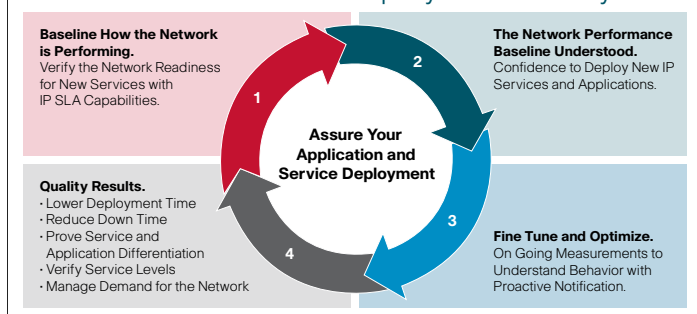 Baseline How the Network
is Performing.
Verify the Network Readiness
for New Services with
IP SLA Capabilities.
1
2
The Network Performance
Baseline Understood.
Confidence to Deploy New IP
Services and Applications.
Assure Your
Application and
Service Deployment
Quality Results.
· Lower Deployment Time
· Reduce Down Time
· Prove Service and
Application Differentiation
· Verify Service Levels
· Manage Demand for the Network
4
3
Fine Tune and Optimize.
On Going Measurements to
Understand Behavior with
Proactive Notification.